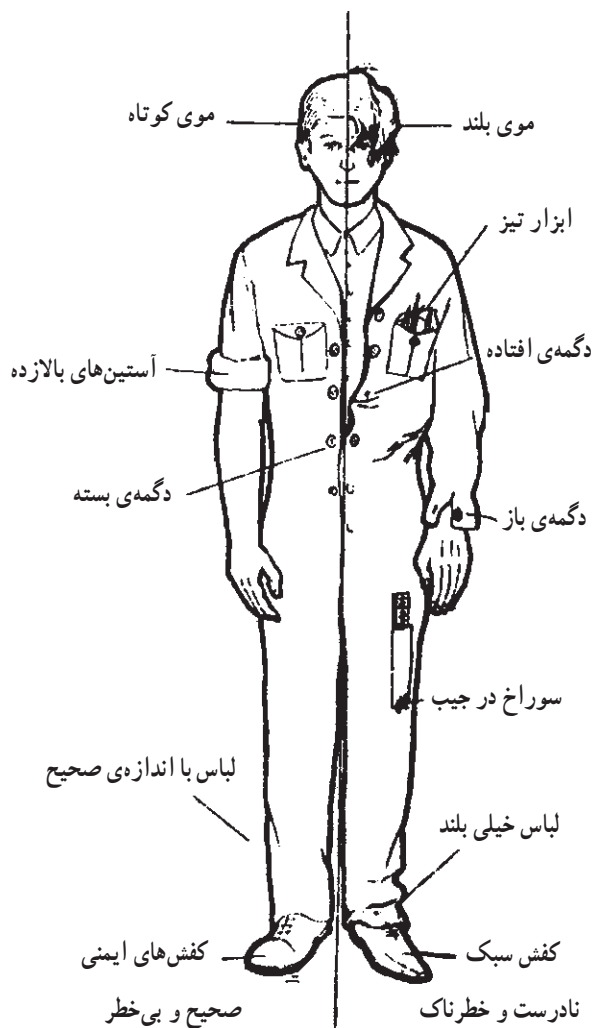 موی بلند
موی کوتاه
ابزار تیز
دگمه‌ی افتاده
آستین‌های بالازده
دگمه‌ی بسته
دگمه‌ی باز
سوراخ در جیب
لباس با اندازه‌ی صحیح
لباس خیلی بلند
کفش سبک
کفش‌های ایمنی
نادرست و خطرناک
صحیح و بی‌خطر